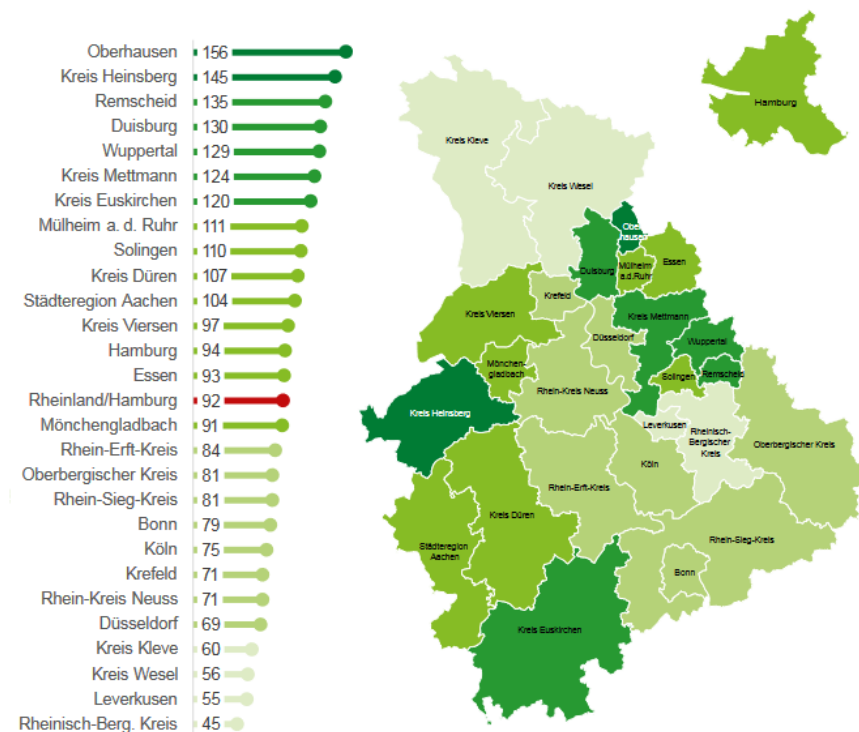 Oberhausen 156
Kreis Heinsberg 145
Remscheid 135
Duisburg 130
Wuppertal 129
Kreis Mettmann 124
Kreis Euskirchen 120
Mülheim a. d. Ruhr 111
Solingen 110
Kreis Düren 107
Städteregion Aachen 104
Kreis Viersen 97
Hamburg 94
Essen 93
Rheinland/Hamburg 92
Mönchengladbach 91
Rhein-Erft-Kreis 84
Oberbergischer Kreis 81
Rhein-Sieg-Kreis 81
Bonn 79
Köln 75
Krefeld 71
Rhein-Kreis Neuss 71
Düsseldorf 69
Kreis Kleve 60
Kreis Wesel 56
Leverkusen 55
Rheinisch-Berg. Kreis 45
Hamburg
Kreis Kleve
Kreis Wesel
Ober-
hausen
Duisburg
Mülheim
a.d.Ruhr
Essen
Krefeld
Kreis Viersen
Kreis Mettmann
Düsseldorf
Wuppertal
Mönchen-
gladbach
Solingen
Remscheid
Rhein-Kreis Neuss
Kreis Heinsberg
Leverkusen
Rheinisch-
Bergischer
Kreis
Oberbergischer Kreis
Köln
Rhein-Erft-Kreis
Kreis Düren
Städteregion
Aachen
Rhein-Sieg-Kreis
Bonn
Kreis Euskirchen